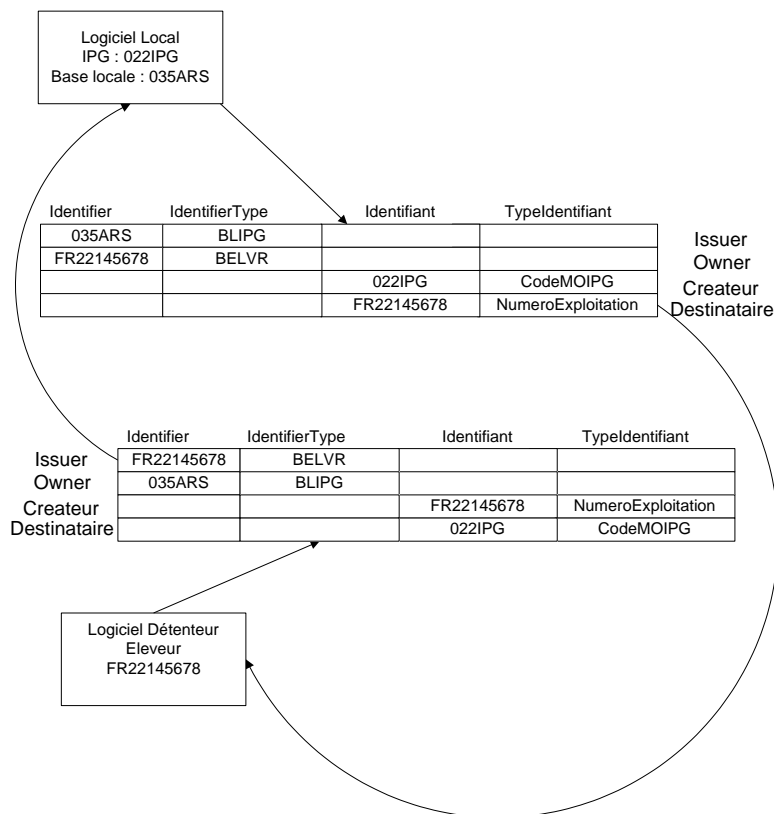 Logiciel Local
IPG : 022IPG
Base locale : 035ARS
Identifier IdentifierType Identifiant TypeIdentifiant
035ARS BLIPG Issuer
FR22145678 BELVR Owner
022IPG CodeMOIPG Createur
FR22145678 NumeroExploitation Destinataire
Identifier IdentifierType Identifiant TypeIdentifiant
Issuer FR22145678 BELVR
Owner 035ARS BLIPG
Createur FR22145678 NumeroExploitation
Destinataire 022IPG CodeMOIPG
Logiciel Détenteur
Eleveur
FR22145678